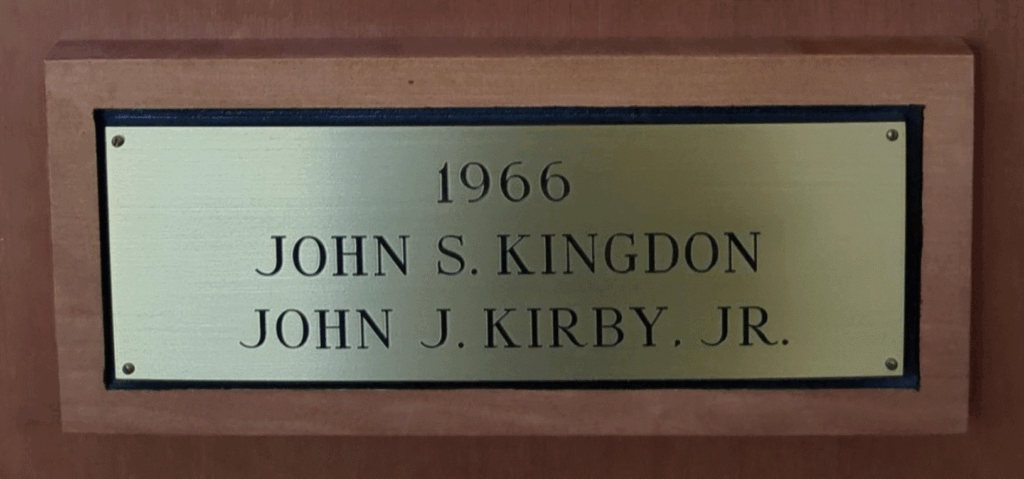 1966
JOHN S. KINGDON
JOHN J. KIRBY, JR.